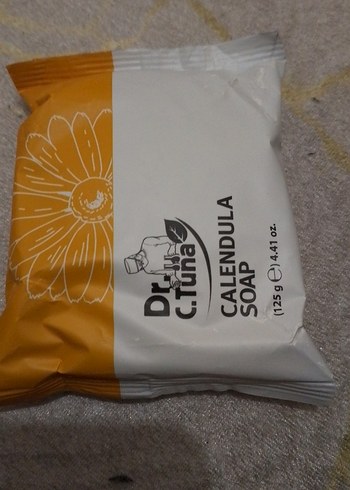 Dr.
C.Tuna
CALENDULA
SOAP
(125 g ℮) 4.41 oz.